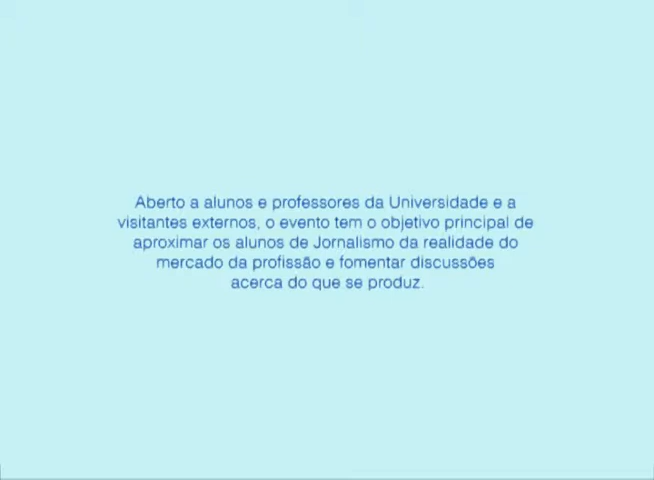 Aberto a alunos e professores da Universidade e a
visitantes externos, o evento tem o objetivo principal de
aproximar os alunos de Jornalismo da realidade do
mercado da profissão e fomentar discussões
acerca do que se produz.